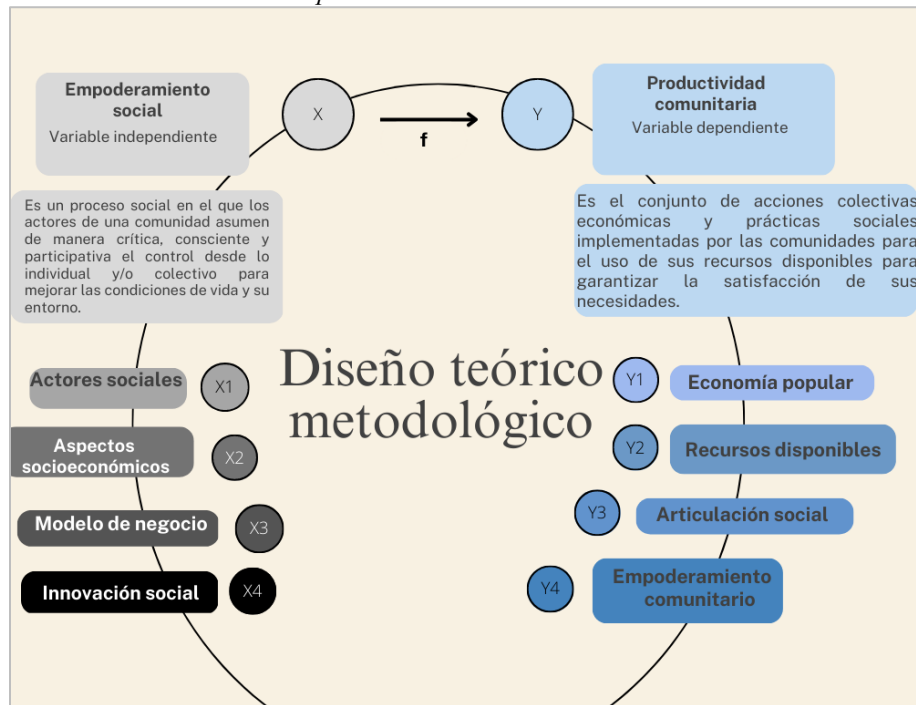 Empoderamiento
social
Variable independiente
X
f
Y
Productividad
comunitaria
Variable dependiente
Es un proceso social en el que los
actores de una comunidad asumen
de manera crítica, consciente y
participativa el control desde lo
individual y/o colectivo para
mejorar las condiciones de vida y su
entorno.
Es el conjunto de acciones colectivas
económicas y prácticas sociales
implementadas por las comunidades para
el uso de sus recursos disponibles para
garantizar la satisfacción de sus
necesidades.
Diseño teórico
metodológico
Actores sociales
X1
Aspectos
socioeconómicos
X2
Modelo de negocio
X3
Innovación social
X4
Y1
Economía popular
Y2
Recursos disponibles
Y3
Articulación social
Y4
Empoderamiento
comunitario